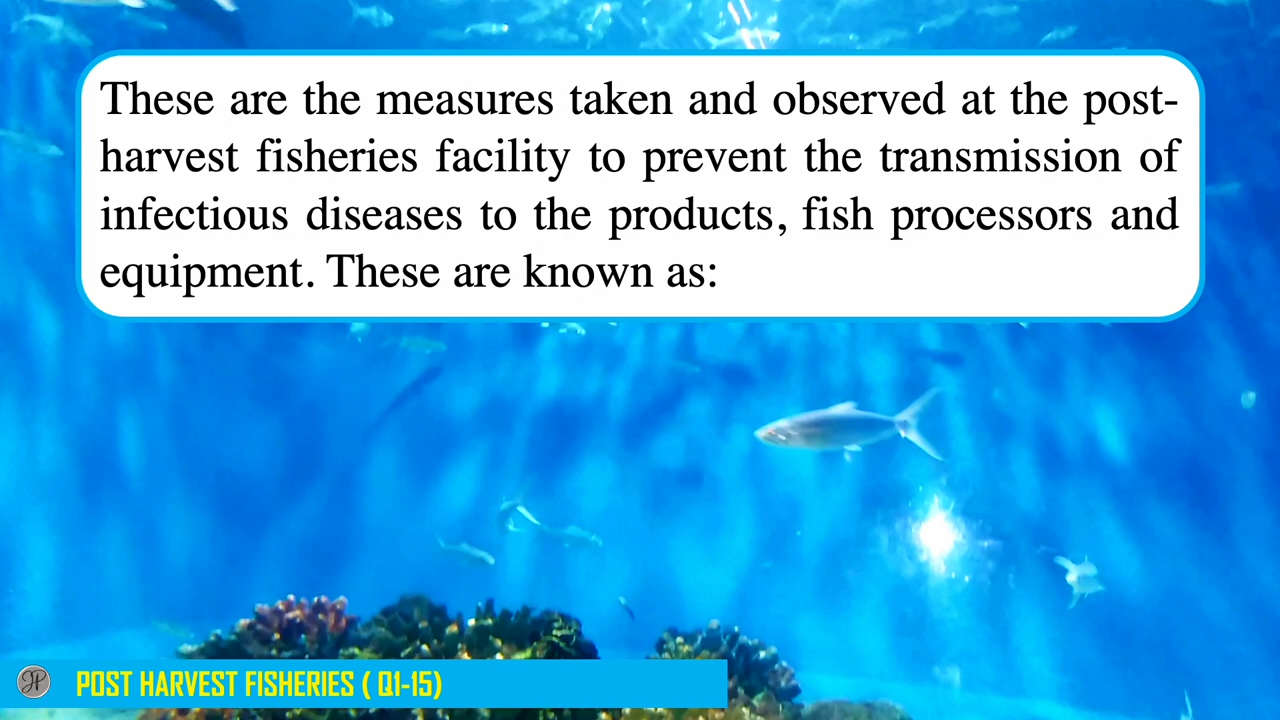 These are the measures taken and observed at the post-
harvest fisheries facility to prevent the transmission of
infectious diseases to the products, fish processors and
equipment. These are known as:
POST HARVEST FISHERIES ( Q1-15)